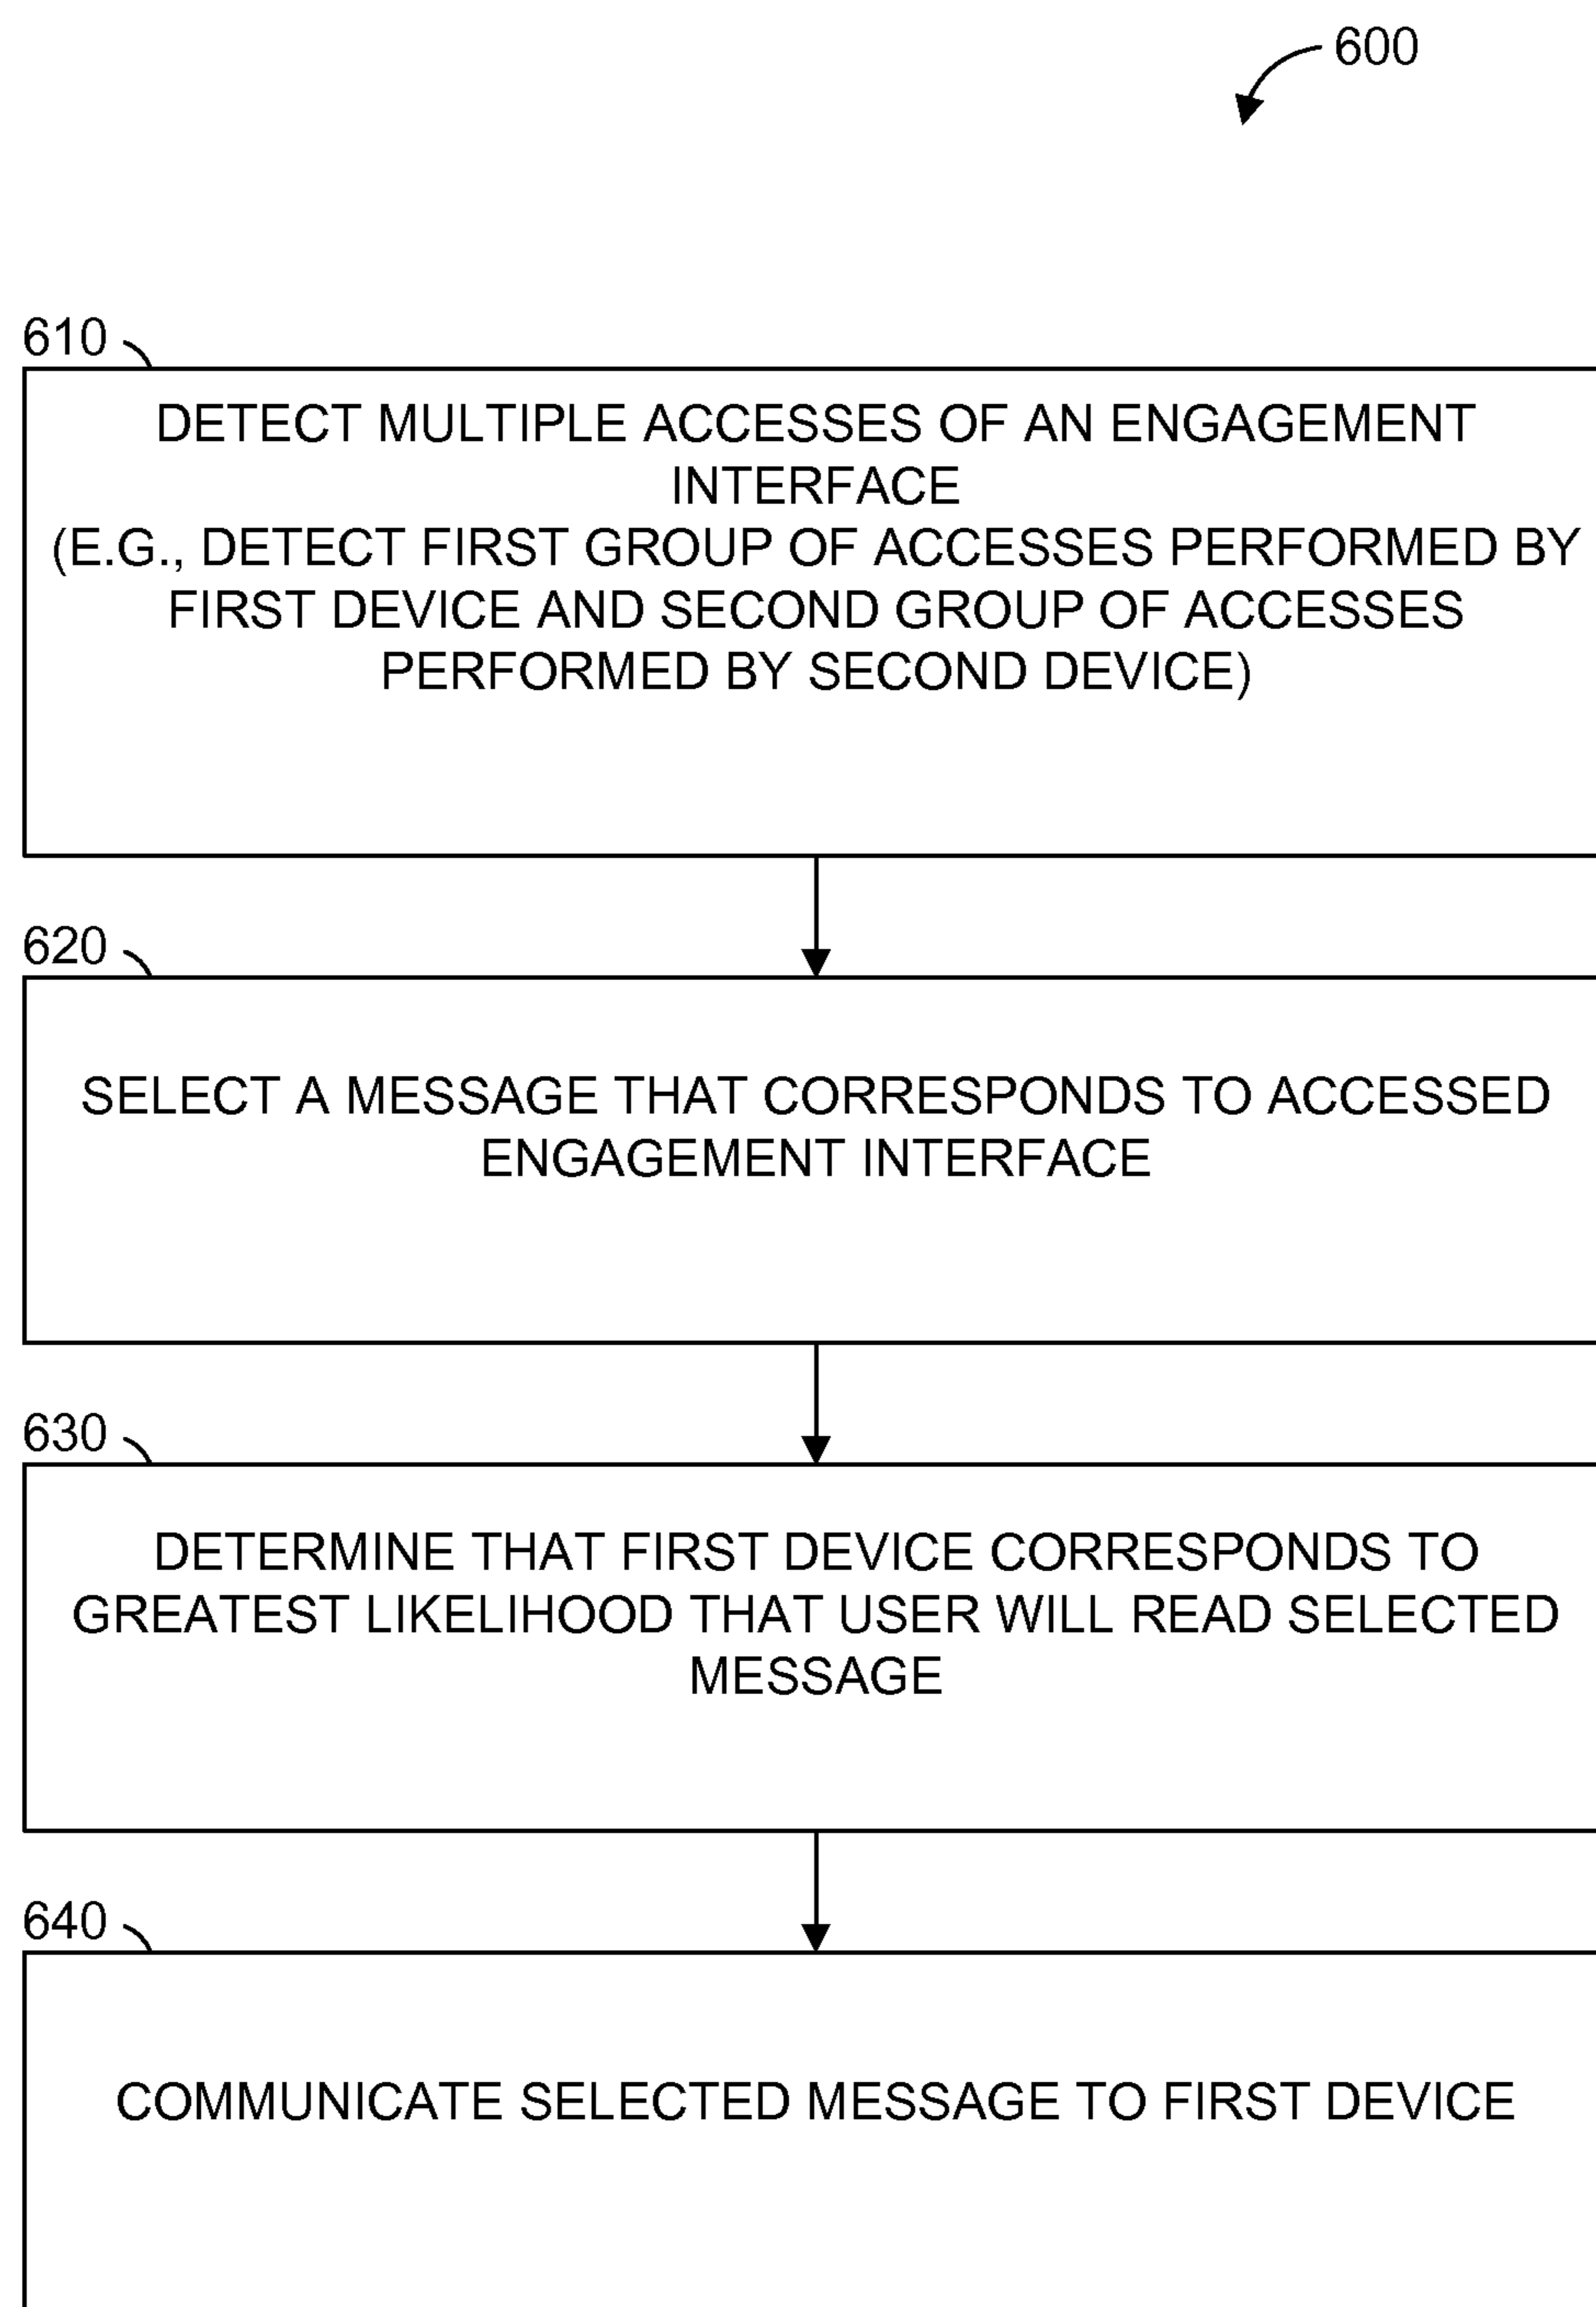 600
610
DETECT MULTIPLE ACCESSES OF AN ENGAGEMENT
INTERFACE
(E.G., DETECT FIRST GROUP OF ACCESSES PERFORMED BY
FIRST DEVICE AND SECOND GROUP OF ACCESSES
PERFORMED BY SECOND DEVICE)
620
SELECT A MESSAGE THAT CORRESPONDS TO ACCESSED
ENGAGEMENT INTERFACE
630
DETERMINE THAT FIRST DEVICE CORRESPONDS TO
GREATEST LIKELIHOOD THAT USER WILL READ SELECTED
MESSAGE
640
COMMUNICATE SELECTED MESSAGE TO FIRST DEVICE